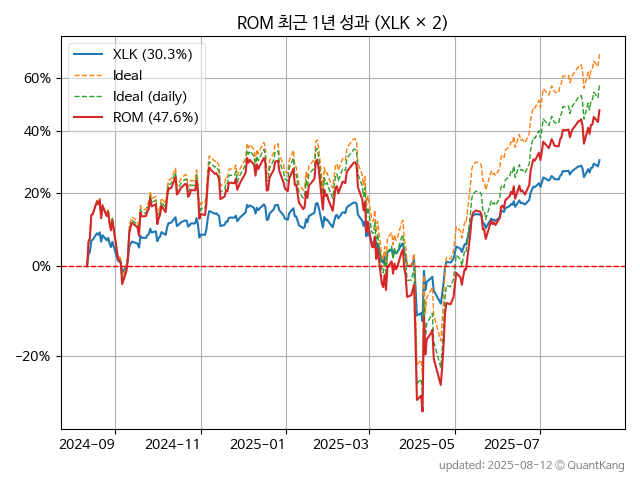 ROM 최근 1년 성과 (XLK × 2)
XLK (30.3%)
Ideal
Ideal (daily)
ROM (47.6%)
60%
40%
20%
0%
−20%
2024-09 2024-11 2025-01 2025-03 2025-05 2025-07
updated: 2025-08-12 © QuantKang